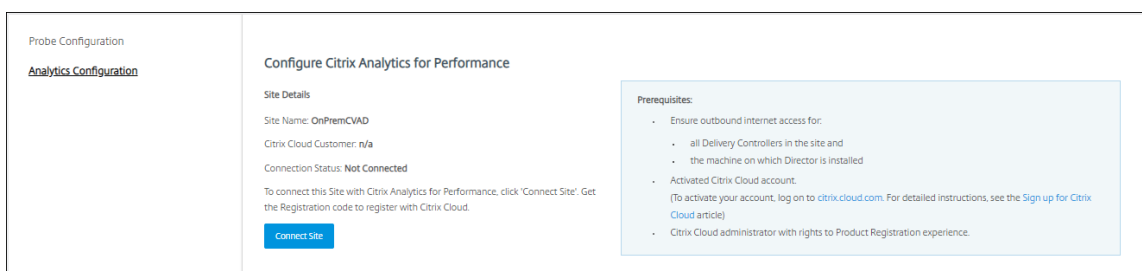 Probe Configuration
Analytics Configuration
Configure Citrix Analytics for Performance
Site Details
Site Name: OnPremCVAD
Citrix Cloud Customer: n/a
Connection Status: Not Connected
To connect this Site with Citrix Analytics for Performance, click 'Connect Site'. Get
the Registration code to register with Citrix Cloud.
Connect Site
Prerequisites:
• Ensure outbound internet access for:
• all Delivery Controllers in the site and
• the machine on which Director is installed
• Activated Citrix Cloud account.
(To activate your account, log on to citrix.cloud.com. For detailed instructions, see the Sign up for Citrix
Cloud article)
• Citrix Cloud administrator with rights to Product Registration experience.